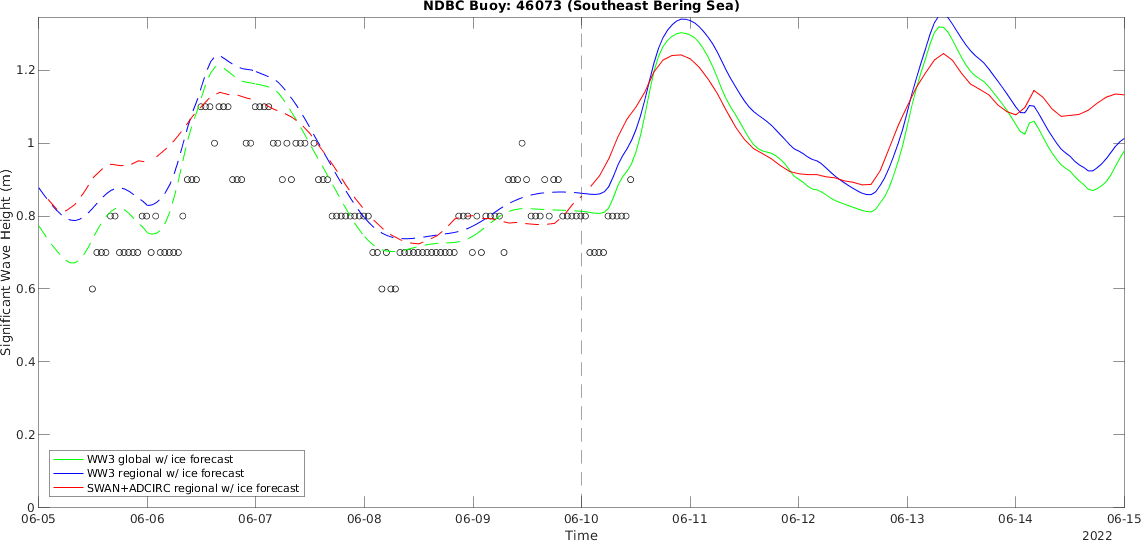 NDBC Buoy: 46073 (Southeast Bering Sea)
Significant Wave Height (m)
1.2
1
0.8
0.6
0.4
0.2
0
WW3 global w/ ice forecast
WW3 regional w/ ice forecast
SWAN+ADCIRC regional w/ ice forecast
06-05 06-06 06-07 06-08 06-09 06-10 06-11 06-12 06-13 06-14 06-15
Time
2022